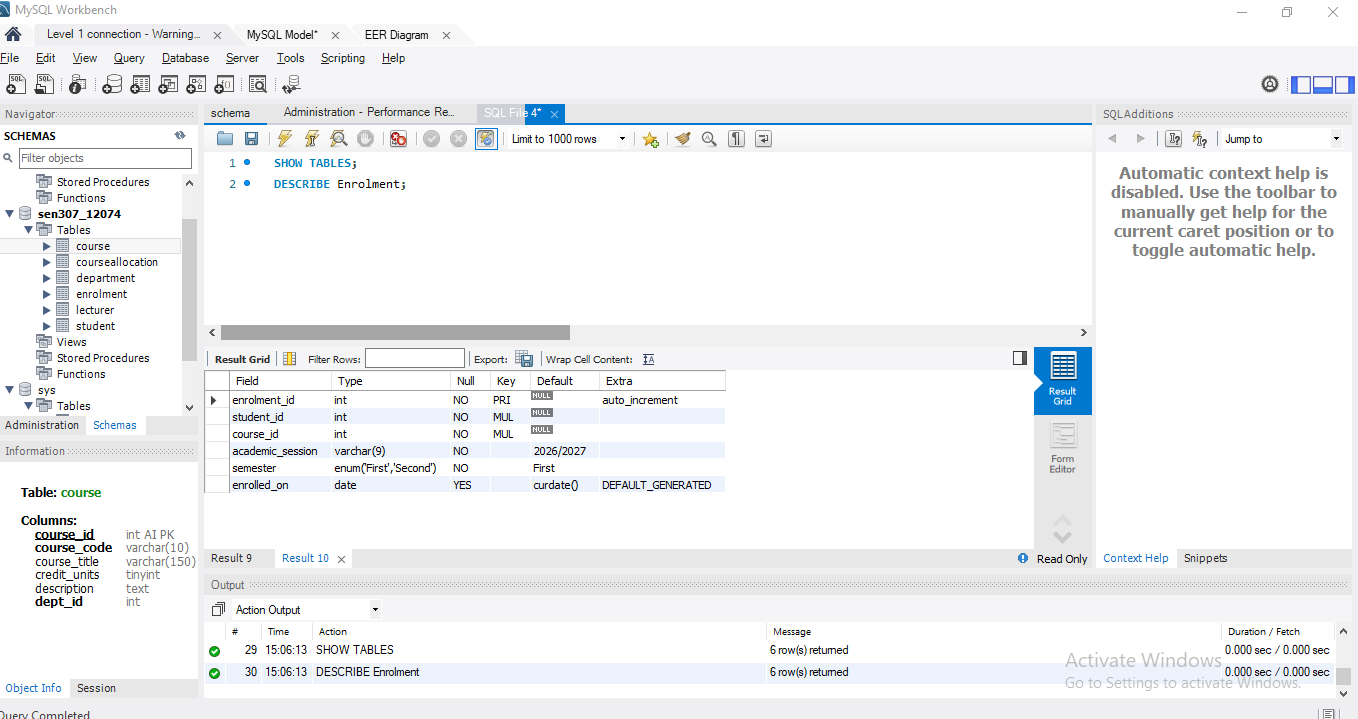 MySQL Workbench
Level 1 connection - Warning... MySQL Model* EER Diagram
File Edit View Query Database Server Tools Scripting Help
Navigator
SCHEMAS
Filter objects
Stored Procedures
Functions
sen307_12074
Tables
course
courseallocation
department
enrolment
lecturer
student
Views
Stored Procedures
Functions
sys
Tables
Administration Schemas
Information
Table: course
Columns:
course_id int AI PK
course_code varchar(10)
course_title varchar(150)
credit_units tinyint
description text
dept_id int
Object Info Session
Query Completed
schema Administration - Performance Re... SQL File 4*
Limit to 1000 rows
1 SHOW TABLES;
2 DESCRIBE Enrolment;
Result Grid Filter Rows: Export: Wrap Cell Content:
Field Type Null Key Default Extra
enrolment_id int NO PRI NULL auto_increment
student_id int NO MUL NULL
course_id int NO MUL NULL
academic_session varchar(9) NO 2026/2027
semester enum('First','Second') NO First
enrolled_on date YES curdate() DEFAULT_GENERATED
Result Grid
Form Editor
Result 9 Result 10 Read Only
SQLAdditions
Jump to
Automatic context help is
disabled. Use the toolbar to
manually get help for the
current caret position or to
toggle automatic help.
Context Help Snippets
Output
Action Output
# Time Action Message Duration / Fetch
29 15:06:13 SHOW TABLES 6 row(s) returned 0.000 sec / 0.000 sec
30 15:06:13 DESCRIBE Enrolment 6 row(s) returned 0.000 sec / 0.000 sec
Activate Windows
Go to Settings to activate Windows.